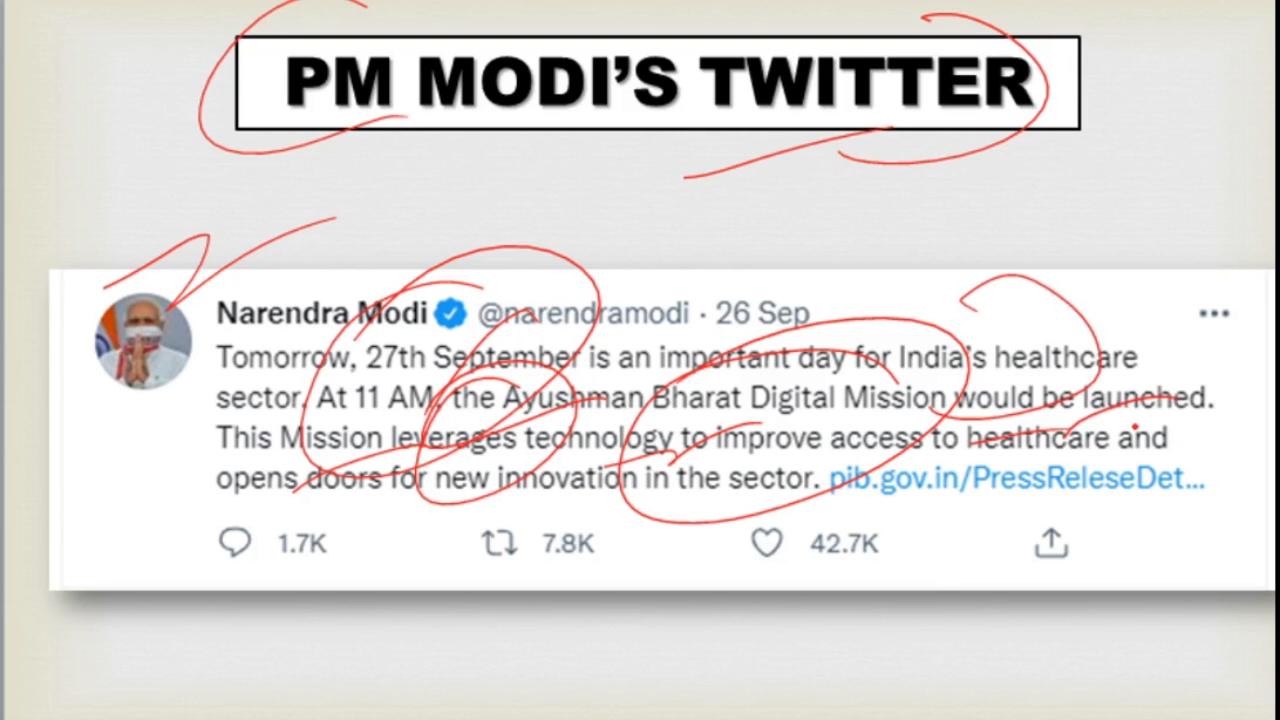 PM MODI'S TWITTER
Narendra Modi @narendramodi · 26 Sep
Tomorrow, 27th September is an important day for India's healthcare
sector. At 11 AM, the Ayushman Bharat Digital Mission would be launched.
This Mission leverages technology to improve access to healthcare and
opens doors for new innovation in the sector. pib.gov.in/PressReleseDet...
1.7K 7.8K 42.7K